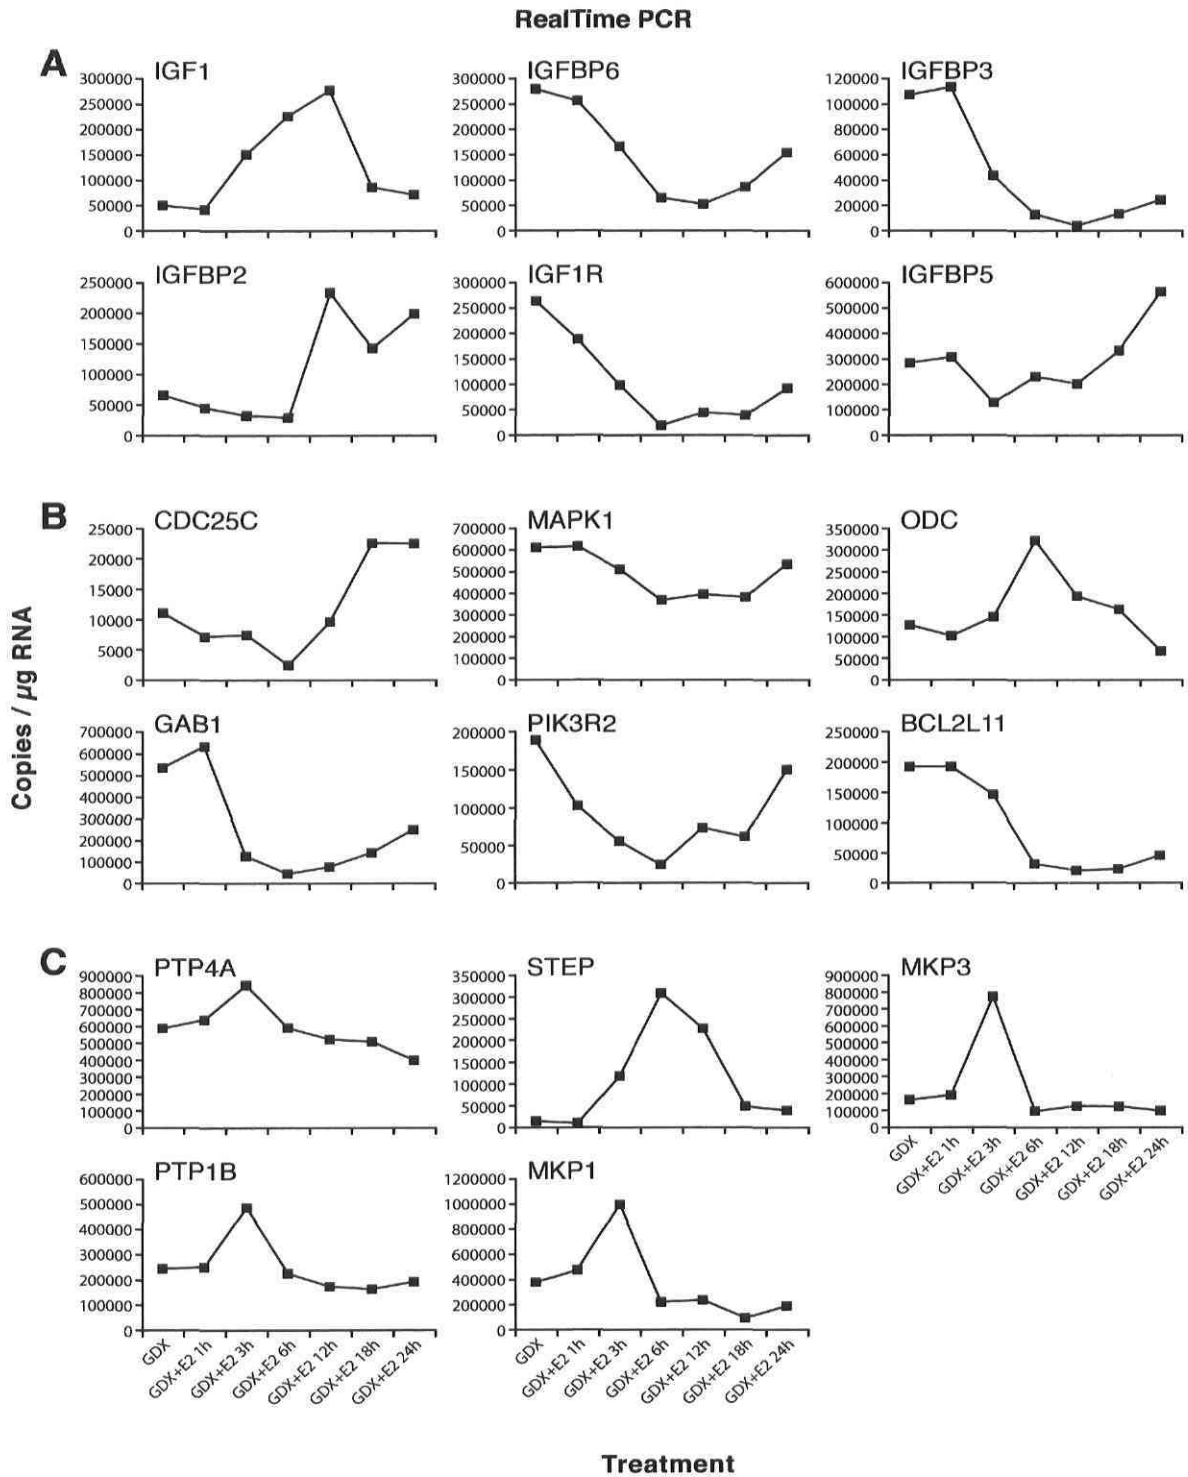 RealTime PCR
A
IGF1
300000
250000
200000
150000
100000
50000
0
IGFBP6
300000
250000
200000
150000
100000
50000
0
IGFBP3
120000
100000
80000
60000
40000
20000
0
IGFBP2
250000
200000
150000
100000
50000
0
IGF1R
300000
250000
200000
150000
100000
50000
0
IGFBP5
600000
500000
400000
300000
200000
100000
0
B
CDC25C
25000
20000
15000
10000
5000
0
MAPK1
700000
600000
500000
400000
300000
200000
100000
0
ODC
350000
300000
250000
200000
150000
100000
50000
0
Copies / µg RNA
GAB1
700000
600000
500000
400000
300000
200000
100000
0
PIK3R2
200000
150000
100000
50000
0
BCL2L11
250000
200000
150000
100000
50000
0
C
PTP4A
900000
800000
700000
600000
500000
400000
300000
200000
100000
0
STEP
350000
300000
250000
200000
150000
100000
50000
0
MKP3
900000
800000
700000
600000
500000
400000
300000
200000
100000
0
GDX
GDX+E2 1h
GDX+E2 3h
GDX+E2 6h
GDX+E2 12h
GDX+E2 18h
GDX+E2 24h
PTP1B
600000
500000
400000
300000
200000
100000
0
GDX
GDX+E2 1h
GDX+E2 3h
GDX+E2 6h
GDX+E2 12h
GDX+E2 18h
GDX+E2 24h
MKP1
1200000
1000000
800000
600000
400000
200000
0
GDX
GDX+E2 1h
GDX+E2 3h
GDX+E2 6h
GDX+E2 12h
GDX+E2 18h
GDX+E2 24h
Treatment